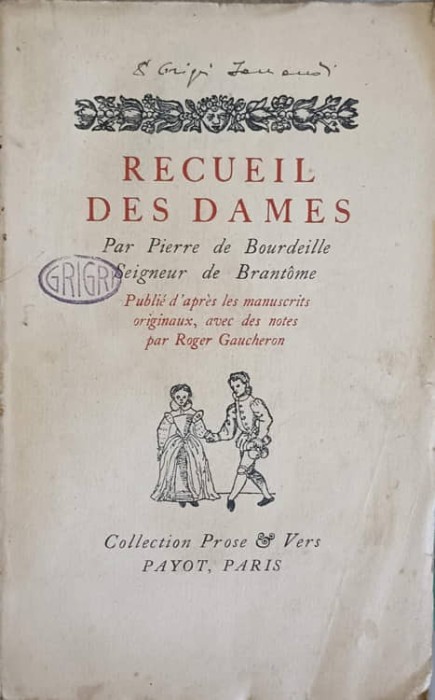 RECUEIL
DES DAMES
Par Pierre de Bourdeille
Seigneur de Brantôme
GRIGRI
Publié d'après les manuscrits
originaux, avec des notes
par Roger Gaucheron
Collection Prose & Vers
PAYOT, PARIS